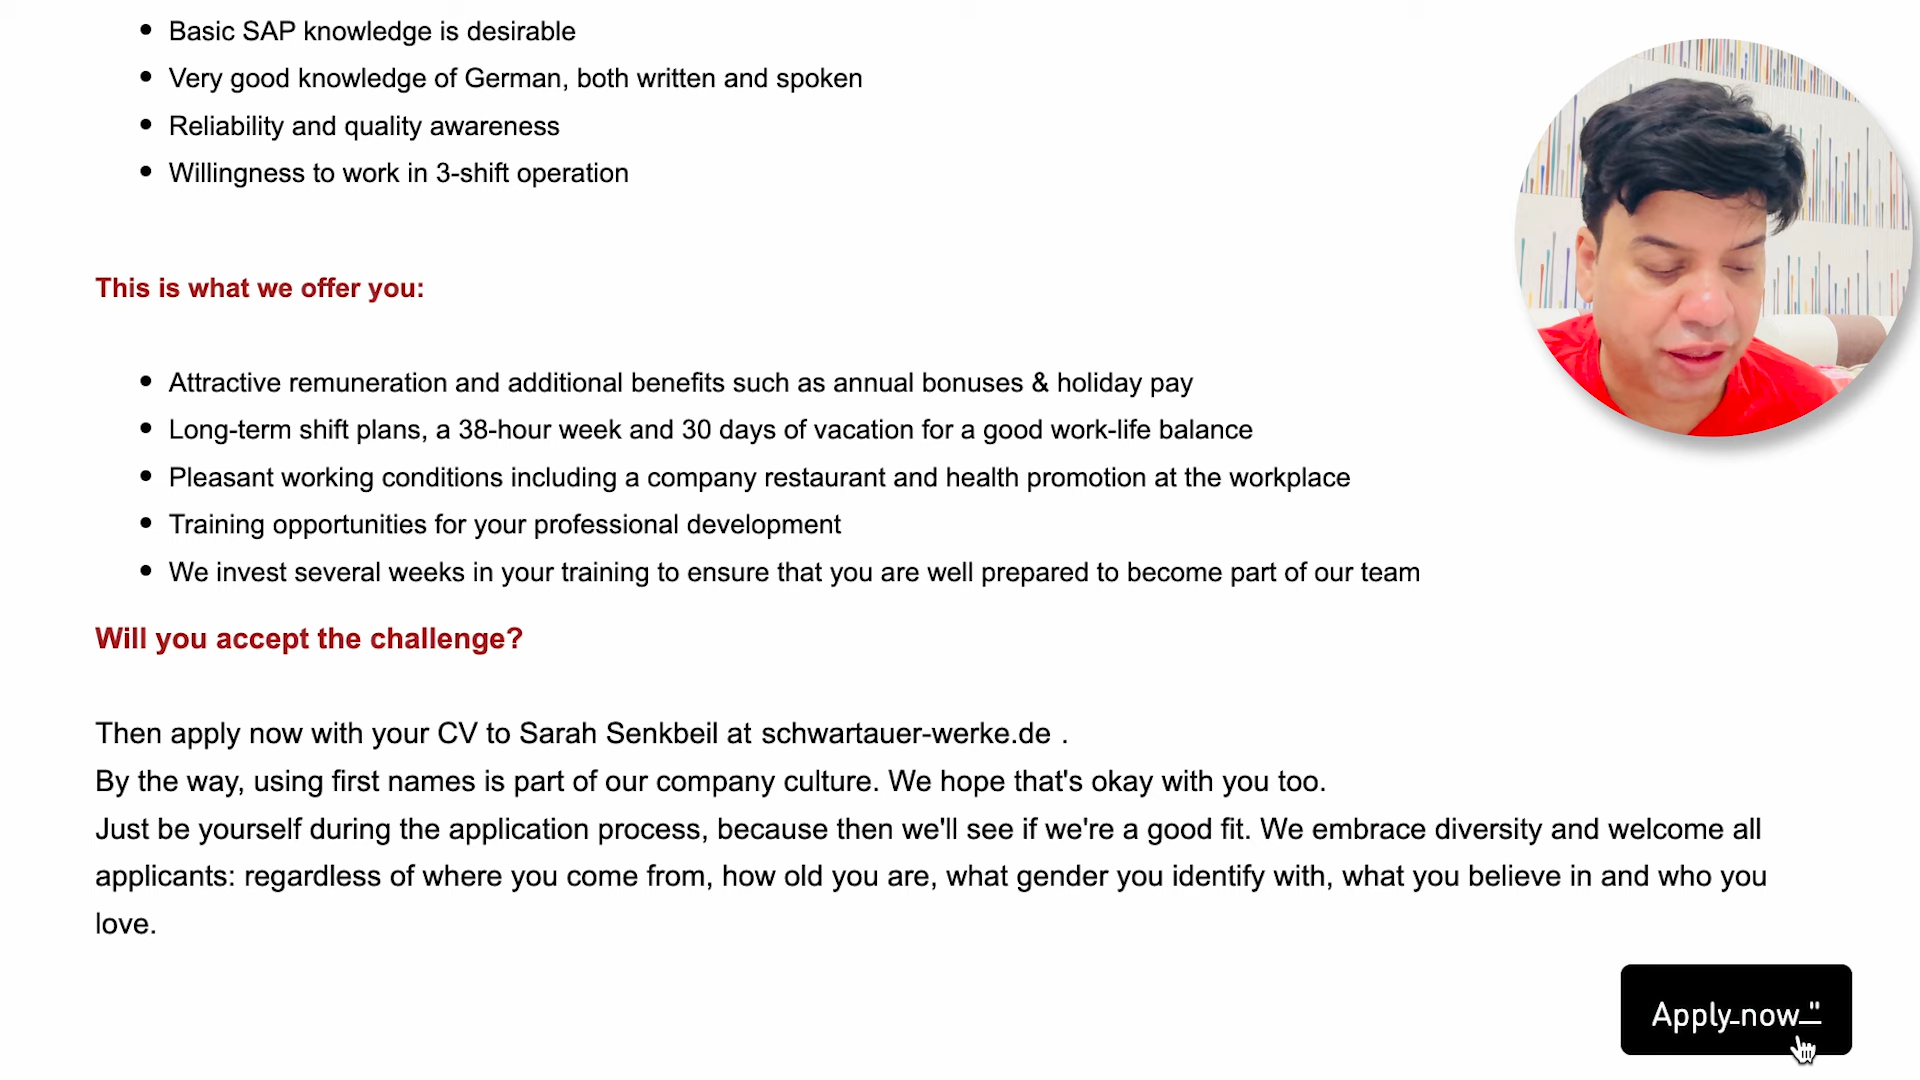 Basic SAP knowledge is desirable
Very good knowledge of German, both written and spoken
Reliability and quality awareness
Willingness to work in 3-shift operation
This is what we offer you:
Attractive remuneration and additional benefits such as annual bonuses & holiday pay
Long-term shift plans, a 38-hour week and 30 days of vacation for a good work-life balance
Pleasant working conditions including a company restaurant and health promotion at the workplace
Training opportunities for your professional development
We invest several weeks in your training to ensure that you are well prepared to become part of our team
Will you accept the challenge?
Then apply now with your CV to Sarah Senkbeil at schwartauer-werke.de .
By the way, using first names is part of our company culture. We hope that's okay with you too.
Just be yourself during the application process, because then we'll see if we're a good fit. We embrace diversity and welcome all
applicants: regardless of where you come from, how old you are, what gender you identify with, what you believe in and who you
love.
Apply now "